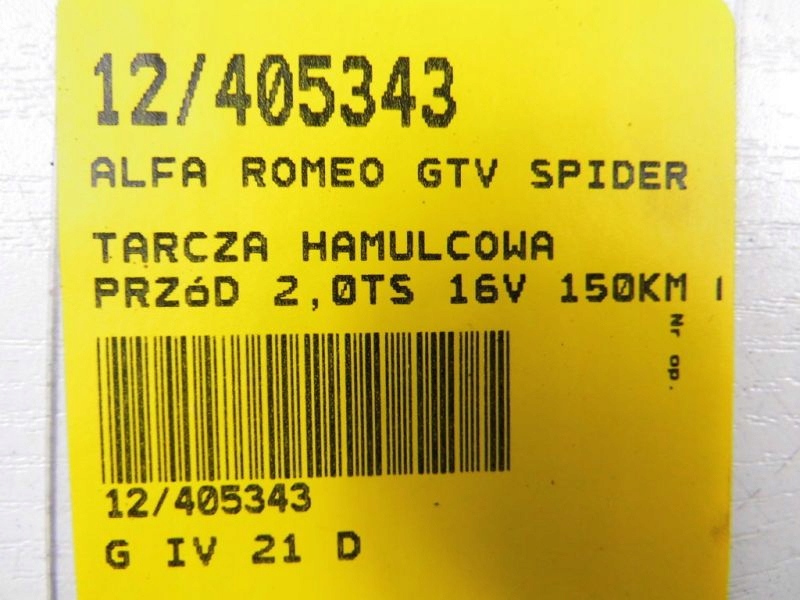 12/405343
ALFA ROMEO GTV SPIDER
TARCZA HAMULCOWA
PRZóD 2,0TS 16V 150KM
Nr op.
12/405343
G IV 21 D